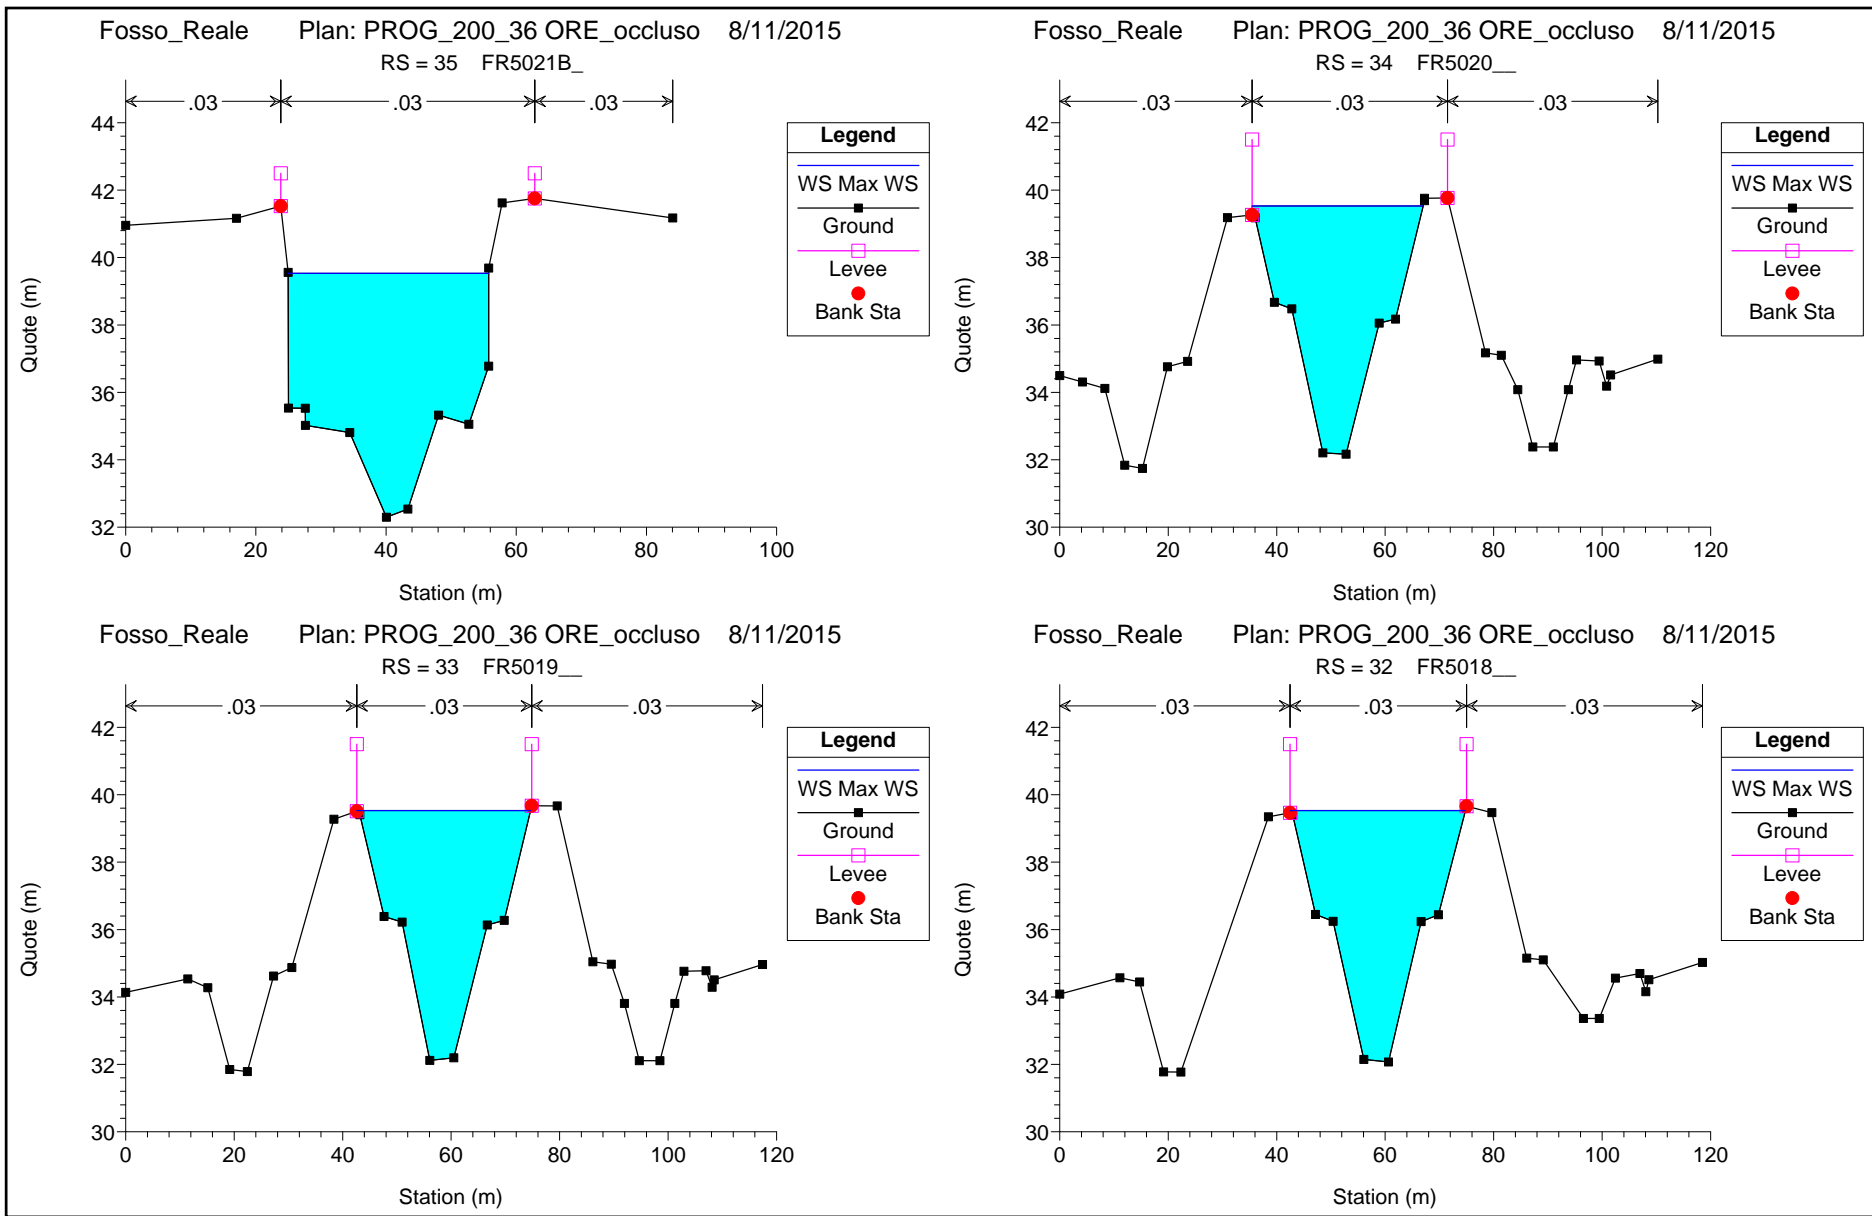 Fosso_Reale Plan: PROG_200_36 ORE_occluso 8/11/2015
RS = 35 FR5021B_
.03 .03 .03
44
42
40
38
36
34
32
0 20 40 60 80 100
Station (m)
Quote (m)
Legend
WS Max WS
Ground
Levee
Bank Sta
Fosso_Reale Plan: PROG_200_36 ORE_occluso 8/11/2015
RS = 34 FR5020__
.03 .03 .03
42
40
38
36
34
32
30
0 20 40 60 80 100 120
Station (m)
Quote (m)
Legend
WS Max WS
Ground
Levee
Bank Sta
Fosso_Reale Plan: PROG_200_36 ORE_occluso 8/11/2015
RS = 33 FR5019__
.03 .03 .03
42
40
38
36
34
32
30
0 20 40 60 80 100 120
Station (m)
Quote (m)
Legend
WS Max WS
Ground
Levee
Bank Sta
Fosso_Reale Plan: PROG_200_36 ORE_occluso 8/11/2015
RS = 32 FR5018__
.03 .03 .03
42
40
38
36
34
32
30
0 20 40 60 80 100 120
Station (m)
Quote (m)
Legend
WS Max WS
Ground
Levee
Bank Sta